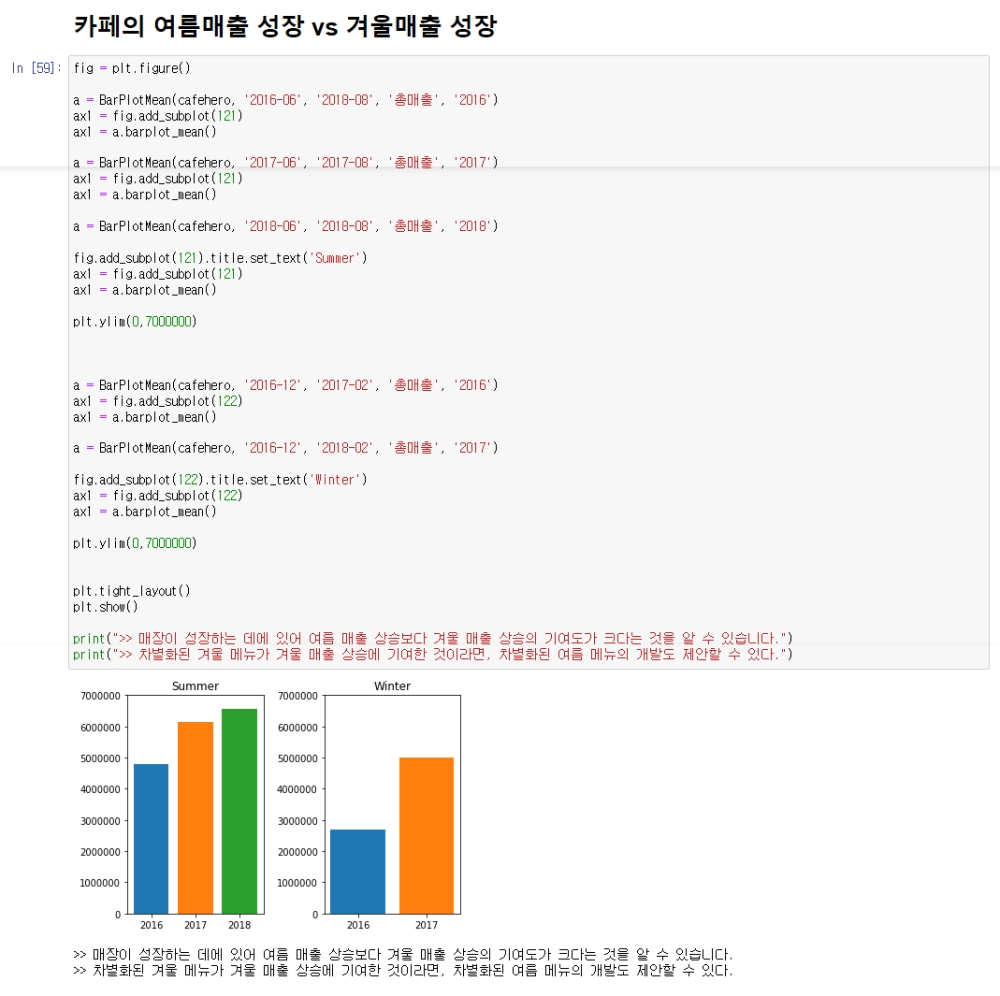 카페의 여름매출 성장 vs 겨울매출 성장
In [59]: fig = plt.figure()
a = BarPlotMean(cafehero, '2016-06', '2018-08', '총매출', '2016')
ax1 = fig.add_subplot(121)
ax1 = a.barplot_mean()
a = BarPlotMean(cafehero, '2017-06', '2017-08', '총매출', '2017')
ax1 = fig.add_subplot(121)
ax1 = a.barplot_mean()
a = BarPlotMean(cafehero, '2018-06', '2018-08', '총매출', '2018')
fig.add_subplot(121).title.set_text('Summer')
ax1 = fig.add_subplot(121)
ax1 = a.barplot_mean()
plt.ylim(0,7000000)
a = BarPlotMean(cafehero, '2016-12', '2017-02', '총매출', '2016')
ax1 = fig.add_subplot(122)
ax1 = a.barplot_mean()
a = BarPlotMean(cafehero, '2016-12', '2018-02', '총매출', '2017')
fig.add_subplot(122).title.set_text('Winter')
ax1 = fig.add_subplot(122)
ax1 = a.barplot_mean()
plt.ylim(0,7000000)
plt.tight_layout()
plt.show()
print(">> 매장이 성장하는 데에 있어 여름 매출 상승보다 겨울 매출 상승의 기여도가 크다는 것을 알 수 있습니다.")
print(">> 차별화된 겨울 메뉴가 겨울 매출 상승에 기여한 것이라면, 차별화된 여름 메뉴의 개발도 제안할 수 있다.")
Summer
7000000
6000000
5000000
4000000
3000000
2000000
1000000
0
2016 2017 2018
Winter
7000000
6000000
5000000
4000000
3000000
2000000
1000000
0
2016 2017
>> 매장이 성장하는 데에 있어 여름 매출 상승보다 겨울 매출 상승의 기여도가 크다는 것을 알 수 있습니다.
>> 차별화된 겨울 메뉴가 겨울 매출 상승에 기여한 것이라면, 차별화된 여름 메뉴의 개발도 제안할 수 있다.